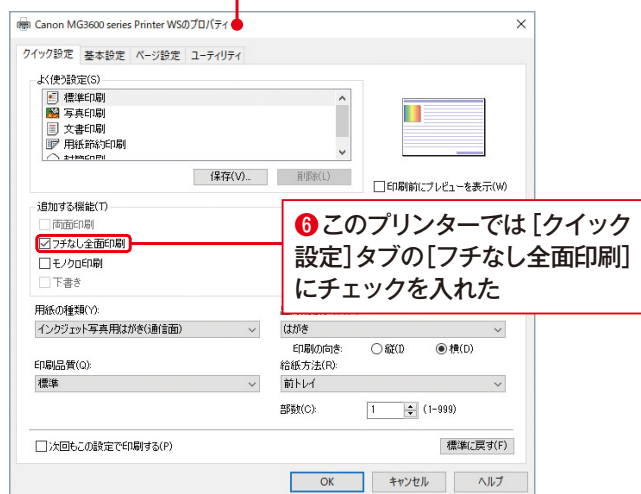 Canon MG3600 series Printer WSのプロパティ
クイック設定 基本設定 ページ設定 ユーティリティ
よく使う設定(S)
標準印刷
写真印刷
文書印刷
用紙節約印刷
保存(V)... 削除(L)
印刷前にプレビューを表示(W)
追加する機能(T)
両面印刷
フチなし全面印刷
モノクロ印刷
下書き
❻このプリンターでは[クイック
設定]タブの[フチなし全面印刷]
にチェックを入れた
用紙の種類(Y):
インクジェット写真用はがき(通信面) はがき
印刷の向き: 縦(I) 横(D)
印刷品質(Q): 給紙方法(R):
標準 前トレイ
部数(C): 1 (1-999)
次回もこの設定で印刷する(P) 標準に戻す(F)
OK キャンセル ヘルプ